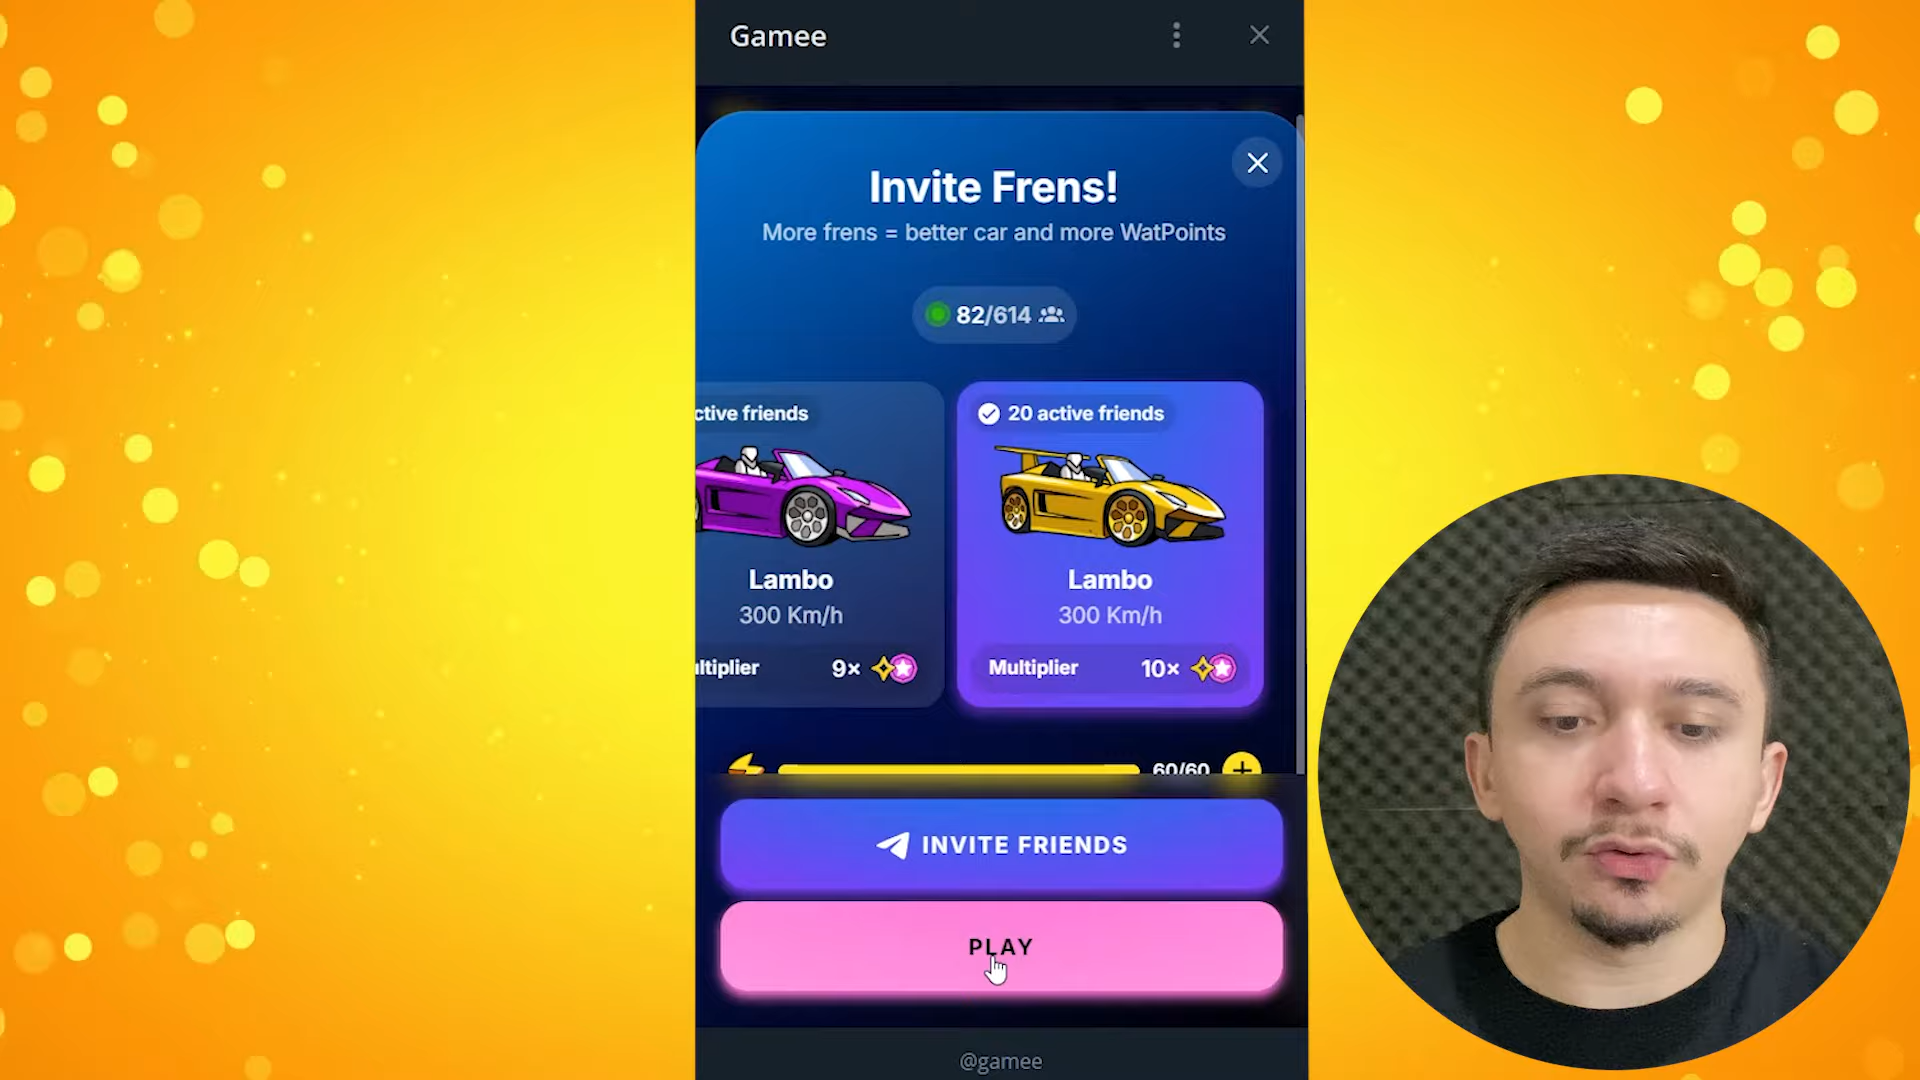 Gamee
Invite Frens!
More frens = better car and more WatPoints
82/614
ctive friends
20 active friends
Lambo
Lambo
300 Km/h
300 Km/h
ltiplier 9×
Multiplier 10×
60/60
INVITE FRIENDS
PLAY
@gamee